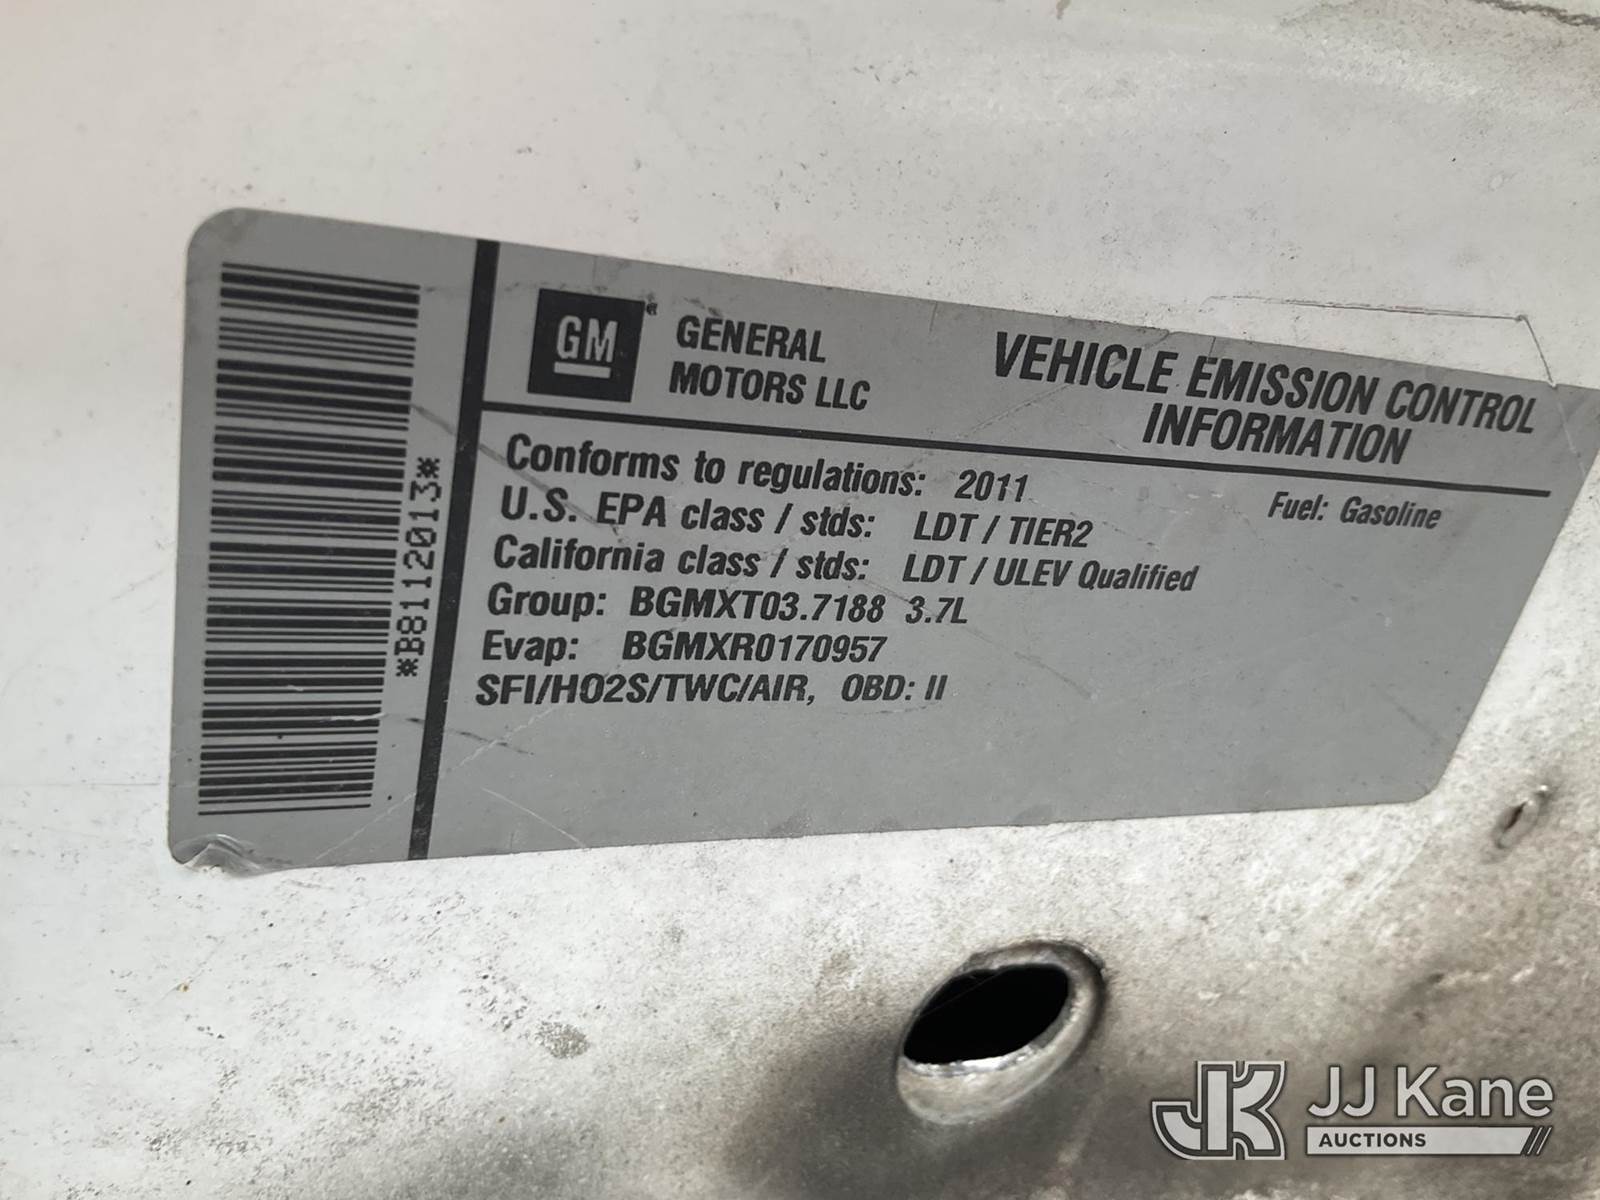 *B8112013*
GM
GENERAL
MOTORS LLC
VEHICLE EMISSION CONTROL
INFORMATION
Conforms to regulations: 2011
Fuel: Gasoline
U.S. EPA class / stds: LDT / TIER2
California class / stds: LDT / ULEV Qualified
Group: BGMXT03.7188 3.7L
Evap: BGMXR0170957
SFI/HO2S/TWC/AIR, OBD: II
JK
JJ Kane
AUCTIONS